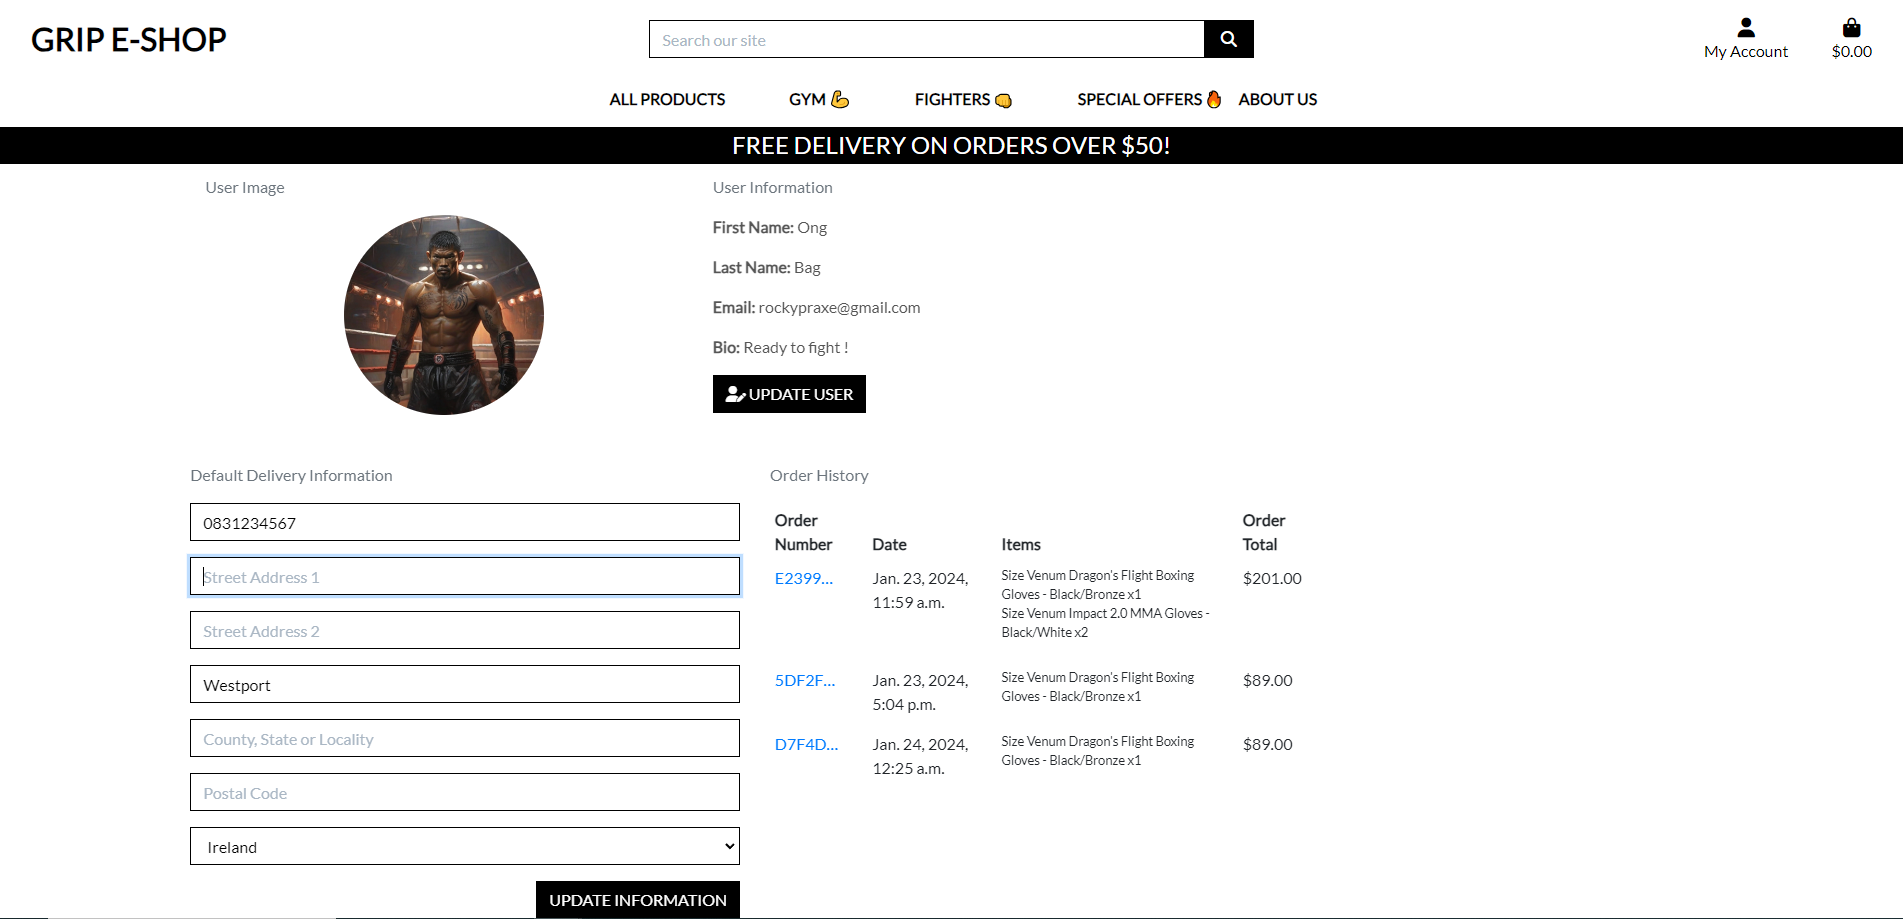 GRIP E-SHOP
Search our site
My Account
$0.00
ALL PRODUCTS
GYM 💪
FIGHTERS 👊
SPECIAL OFFERS 🔥
ABOUT US
FREE DELIVERY ON ORDERS OVER $50!
User Image
User Information
First Name: Ong
Last Name: Bag
Email: rockypraxe@gmail.com
Bio: Ready to fight !
UPDATE USER
Default Delivery Information
0831234567
Street Address 1
Street Address 2
Westport
County, State or Locality
Postal Code
Ireland
UPDATE INFORMATION
Order History
Order
Number
Date
Items
Order
Total
E2399...
Jan. 23, 2024,
11:59 a.m.
Size Venum Dragon's Flight Boxing
Gloves - Black/Bronze x1
Size Venum Impact 2.0 MMA Gloves -
Black/White x2
$201.00
5DF2F...
Jan. 23, 2024,
5:04 p.m.
Size Venum Dragon's Flight Boxing
Gloves - Black/Bronze x1
$89.00
D7F4D...
Jan. 24, 2024,
12:25 a.m.
Size Venum Dragon's Flight Boxing
Gloves - Black/Bronze x1
$89.00